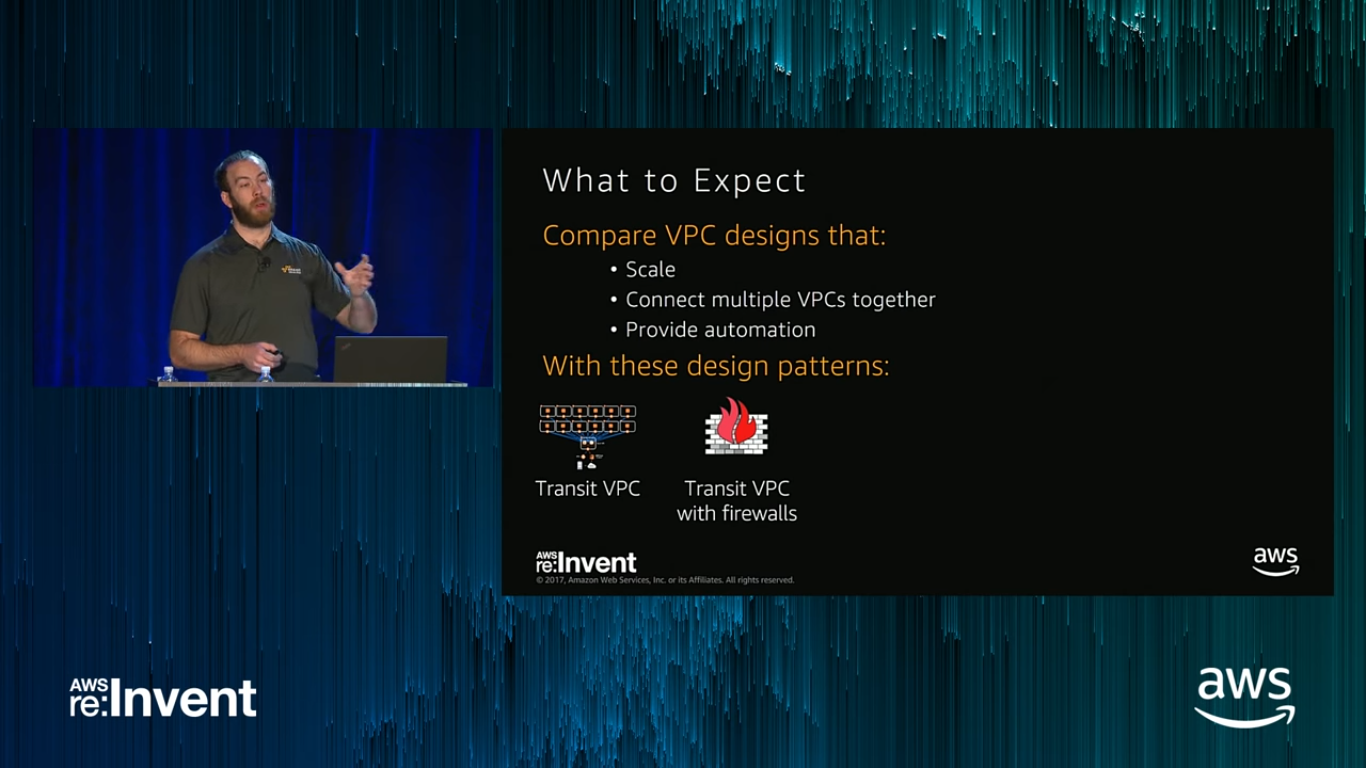 What to Expect
Compare VPC designs that:
• Scale
• Connect multiple VPCs together
• Provide automation
With these design patterns:
Transit VPC
Transit VPC
with firewalls
AWS
re:Invent
© 2017, Amazon Web Services, Inc. or its Affiliates. All rights reserved.
aws
AWS
re:Invent
aws